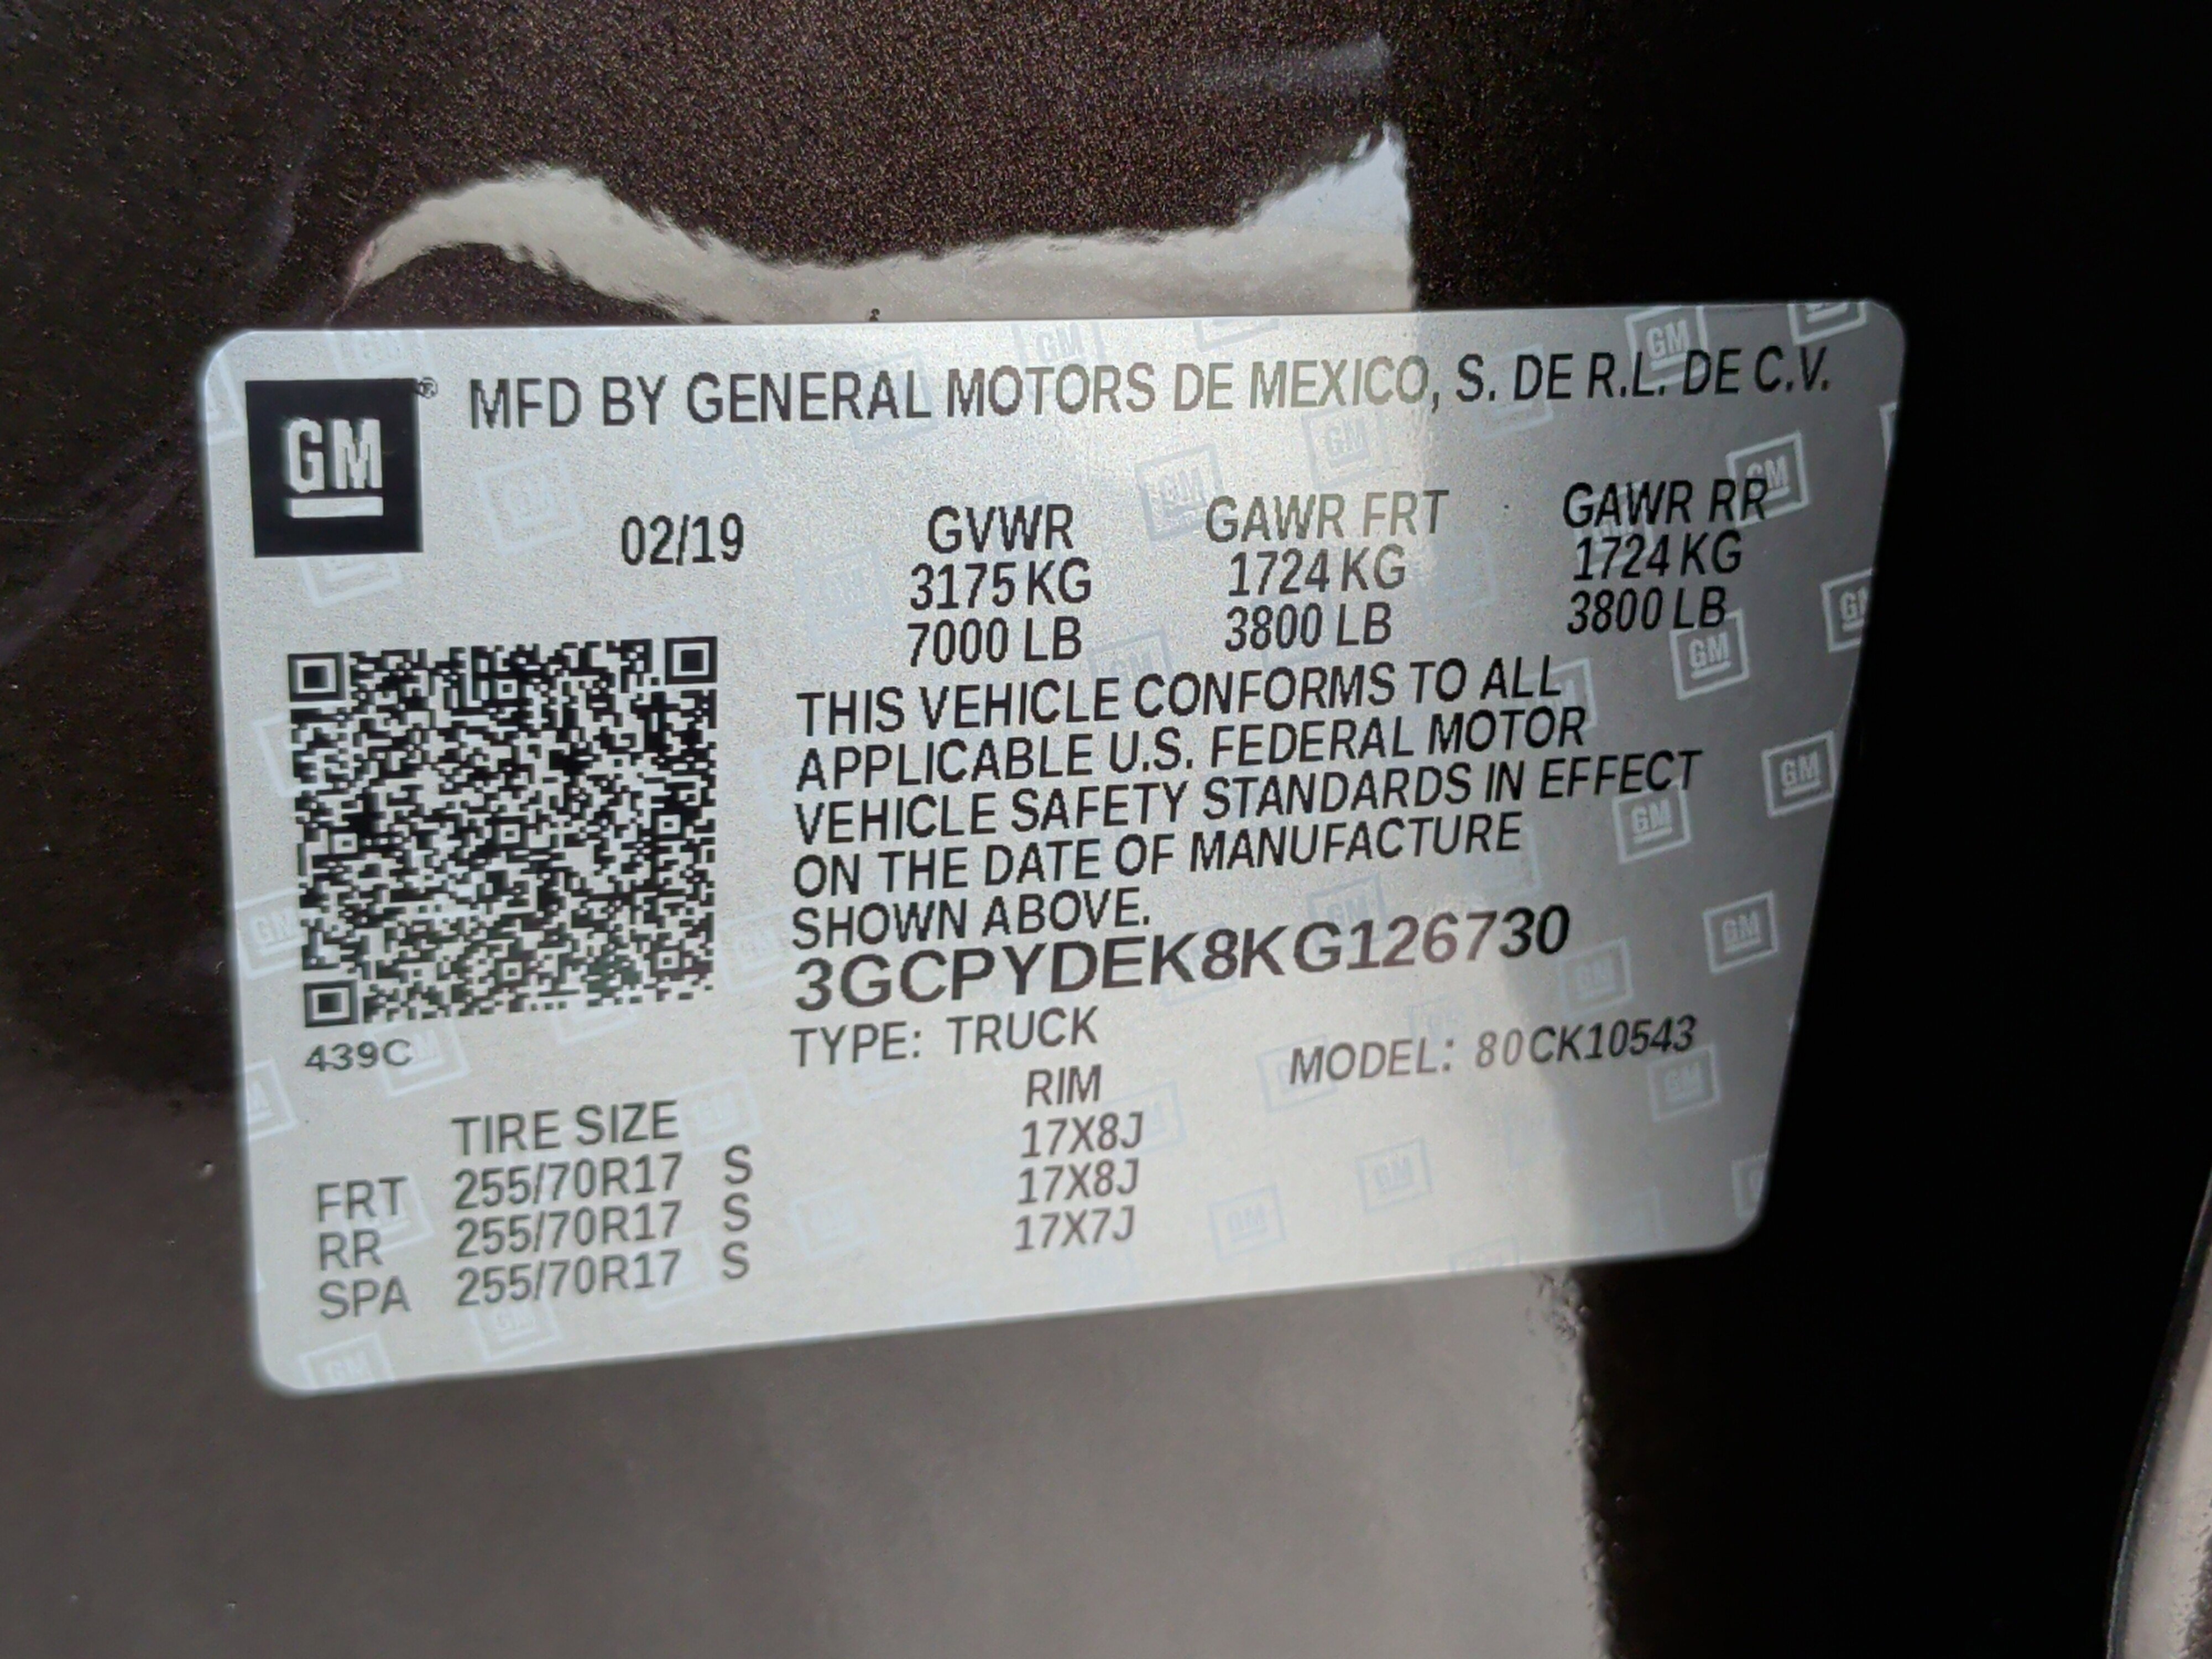 GM ® MFD BY GENERAL MOTORS DE MEXICO, S. DE R.L. DE C.V.
02/19 GVWR GAWR FRT GAWR RR
3175 KG 1724 KG 1724 KG
7000 LB 3800 LB 3800 LB
THIS VEHICLE CONFORMS TO ALL
APPLICABLE U.S. FEDERAL MOTOR
VEHICLE SAFETY STANDARDS IN EFFECT
ON THE DATE OF MANUFACTURE
SHOWN ABOVE.
3GCPYDEK8KG126730
439C
TYPE: TRUCK MODEL: 80CK10543
TIRE SIZE RIM
FRT 255/70R17 S 17X8J
RR 255/70R17 S 17X8J
SPA 255/70R17 S 17X7J